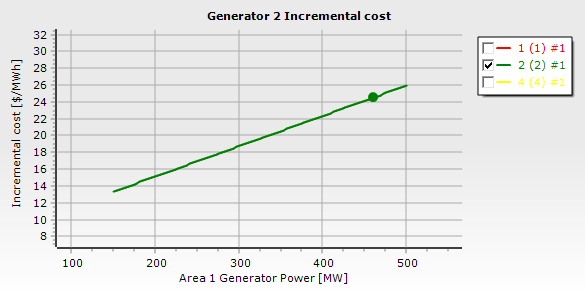 Generator 2 Incremental cost
32
30
28
26
24
22
20
18
16
14
12
10
8
Incremental cost [$/MWh]
100 200 300 400 500
Area 1 Generator Power [MW]
1 (1) #1
2 (2) #1
4 (4) #1